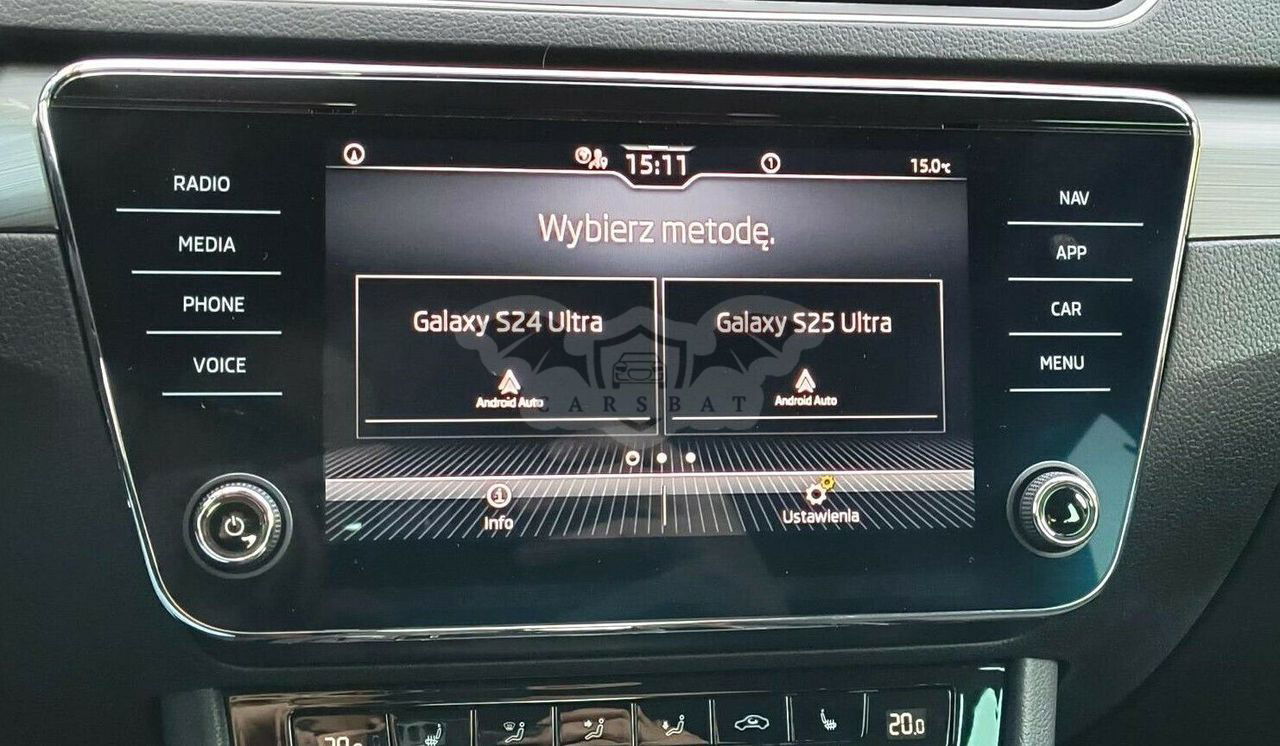 15:11
1
15.0°C
RADIO
MEDIA
PHONE
VOICE
Wybierz metodę.
Galaxy S24 Ultra
Android Auto
Galaxy S25 Ultra
Android Auto
CARSBAT
Info
Ustawienia
NAV
APP
CAR
MENU
20.0